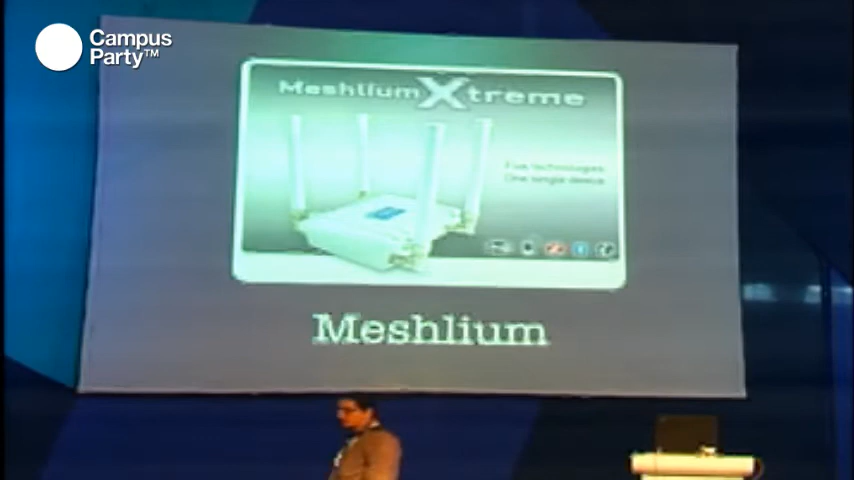 Campus
Party™
Meshlium Xtreme
Five technologies
One single device
Meshlium